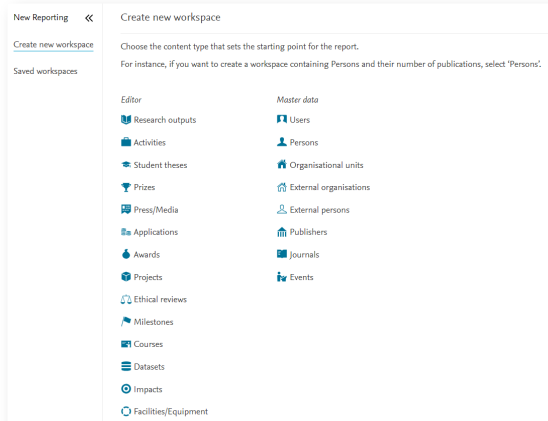 New Reporting
Create new workspace
Saved workspaces
Create new workspace
Choose the content type that sets the starting point for the report.
For instance, if you want to create a workspace containing Persons and their number of publications, select ‘Persons’.
Editor
Research outputs
Activities
Student theses
Prizes
Press/Media
Applications
Awards
Projects
Ethical reviews
Milestones
Courses
Datasets
Impacts
Facilities/Equipment
Master data
Users
Persons
Organisational units
External organisations
External persons
Publishers
Journals
Events